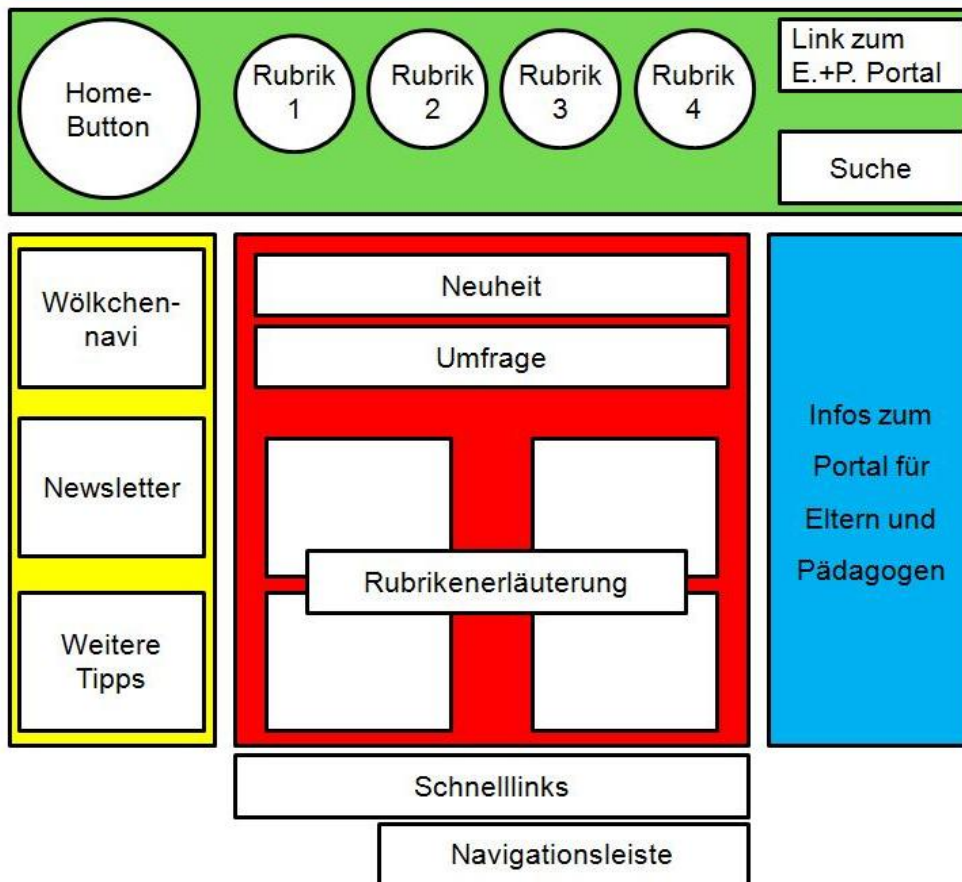 Home-
Button
Rubrik
1
Rubrik
2
Rubrik
3
Rubrik
4
Link zum
E.+P. Portal
Suche
Wölkchen-
navi
Newsletter
Weitere
Tipps
Neuheit
Umfrage
Rubrikenerläuterung
Infos zum
Portal für
Eltern und
Pädagogen
Schnelllinks
Navigationsleiste